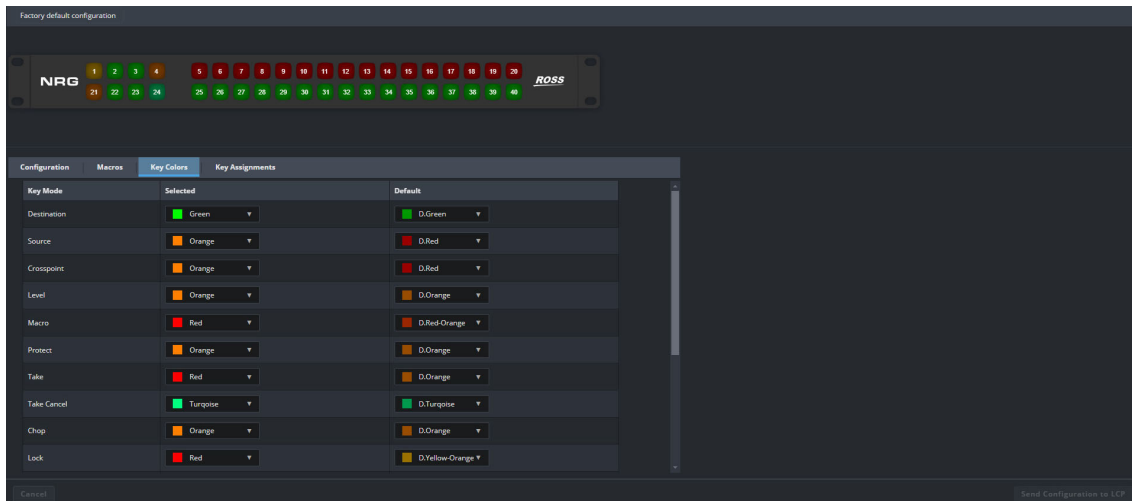 Factory default configuration
NRG 1 2 3 4 5 6 7 8 9 10 11 12 13 14 15 16 17 18 19 20 ROSS
21 22 23 24 25 26 27 28 29 30 31 32 33 34 35 36 37 38 39 40
Configuration Macros Key Colors Key Assignments
Key Mode Selected Default
Destination Green D.Green
Source Orange D.Red
Crosspoint Orange D.Red
Level Orange D.Orange
Macro Red D.Red-Orange
Protect Orange D.Orange
Take Red D.Orange
Take Cancel Turqoise D.Turqoise
Chop Orange D.Orange
Lock Red D.Yellow-Orange
Cancel Send Configuration to LCP